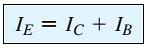 I_E = I_C + I_B